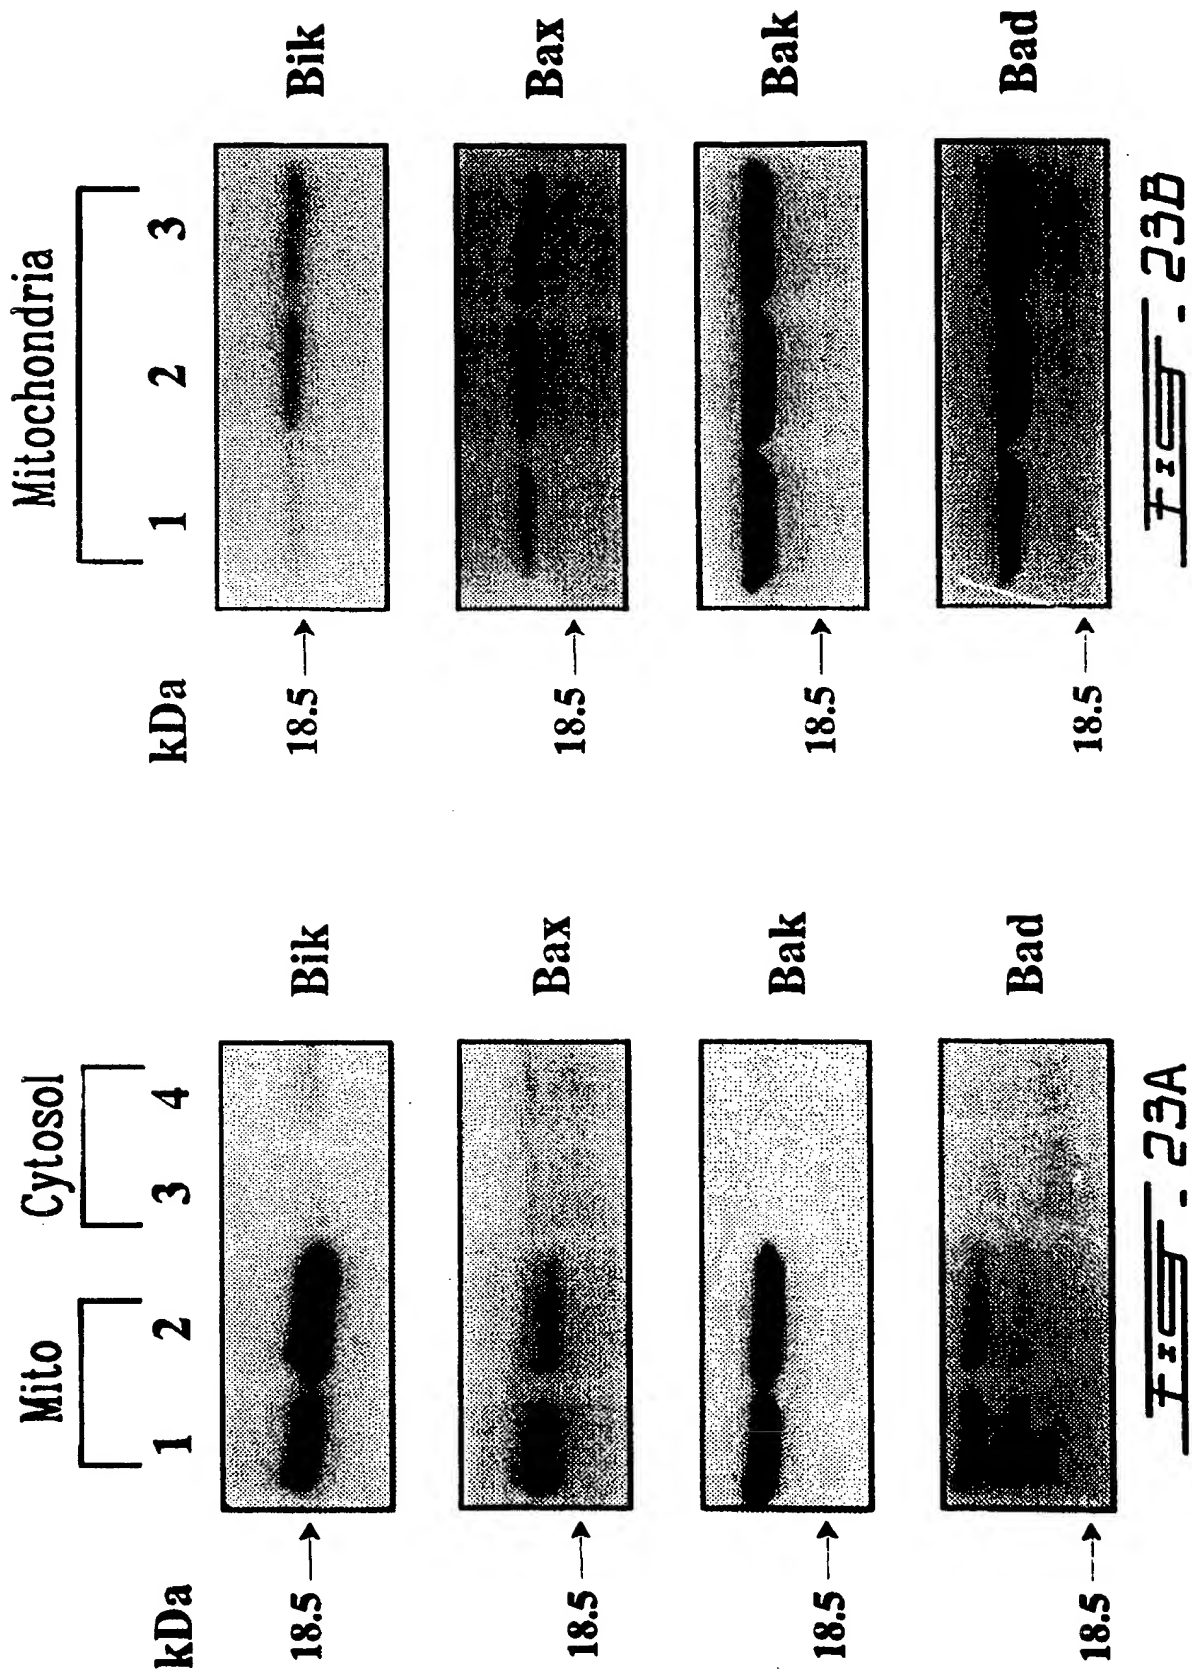 Mito Cytosol
kDa 1 2 3 4
18.5 → Bik
18.5 → Bax
18.5 → Bak
18.5 → Bad
FIG. 23A
Mitochondria
kDa 1 2 3
18.5 → Bik
18.5 → Bax
18.5 → Bak
18.5 → Bad
FIG. 23B